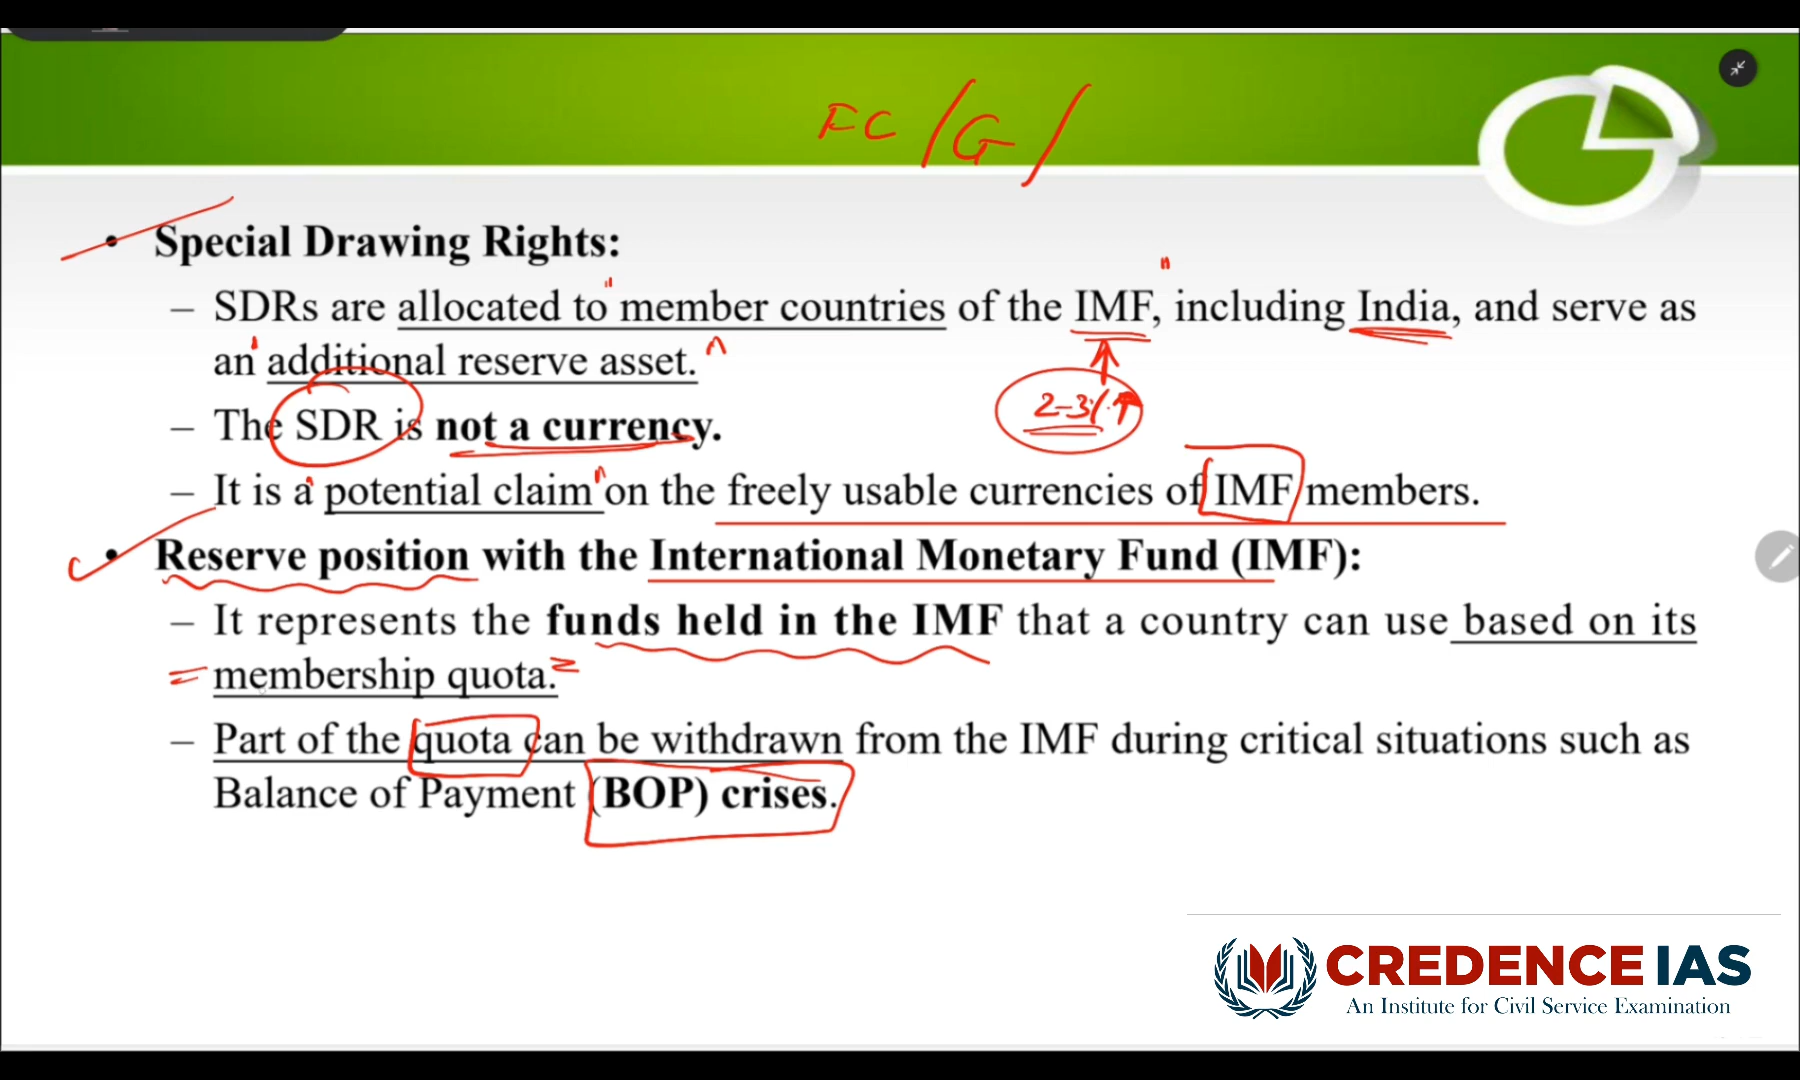 FC/G/
• Special Drawing Rights:
– SDRs are allocated to member countries of the IMF, including India, and serve as
an additional reserve asset.
2-3%
– The SDR is not a currency.
– It is a potential claim on the freely usable currencies of IMF members.
• Reserve position with the International Monetary Fund (IMF):
– It represents the funds held in the IMF that a country can use based on its
membership quota.
– Part of the quota can be withdrawn from the IMF during critical situations such as
Balance of Payment (BOP) crises.
CREDENCE IAS
An Institute for Civil Service Examination